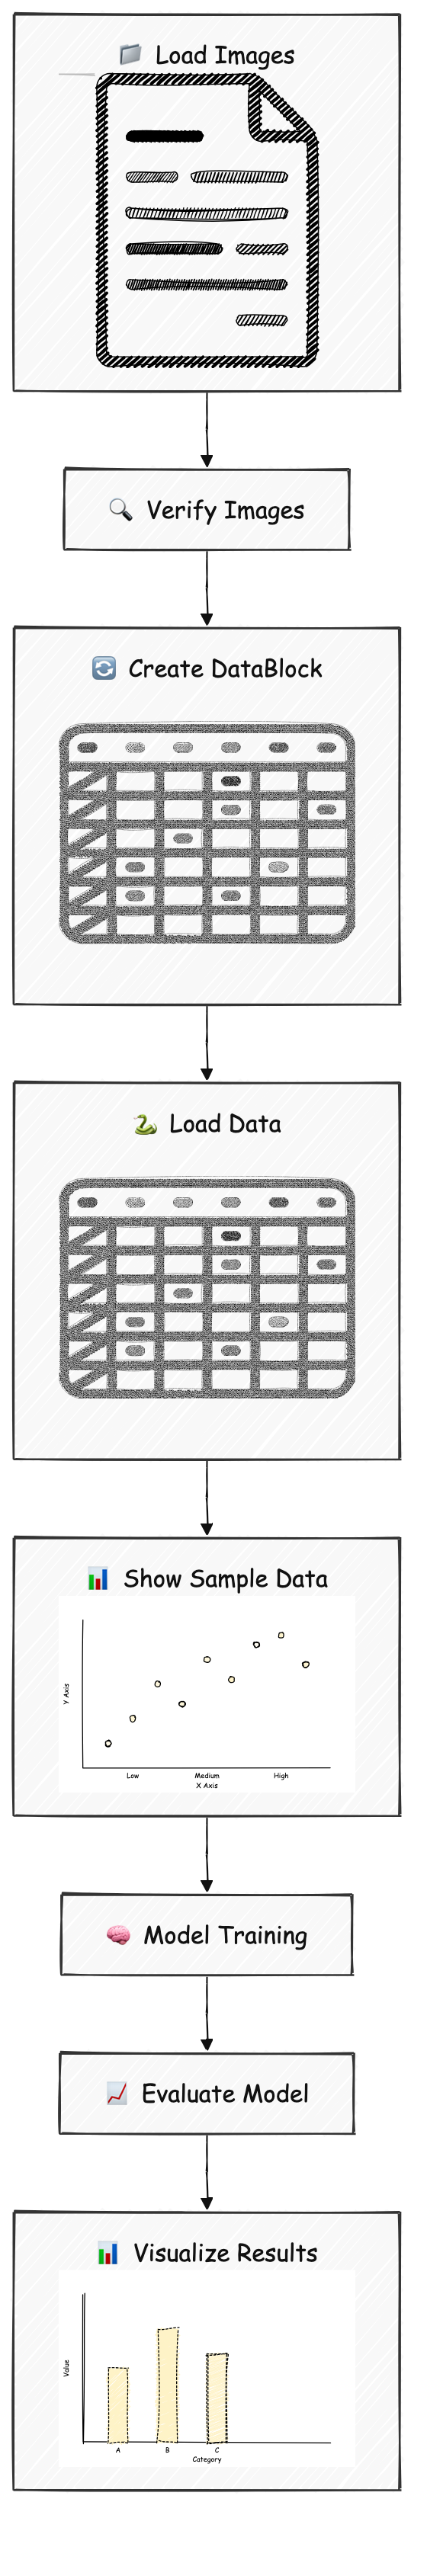 📁 Load Images
🔍 Verify Images
🔄 Create DataBlock
🐍 Load Data
📊 Show Sample Data
Y Axis
Low Medium High
X Axis
🧠 Model Training
📈 Evaluate Model
📊 Visualize Results
Value
A B C
Category